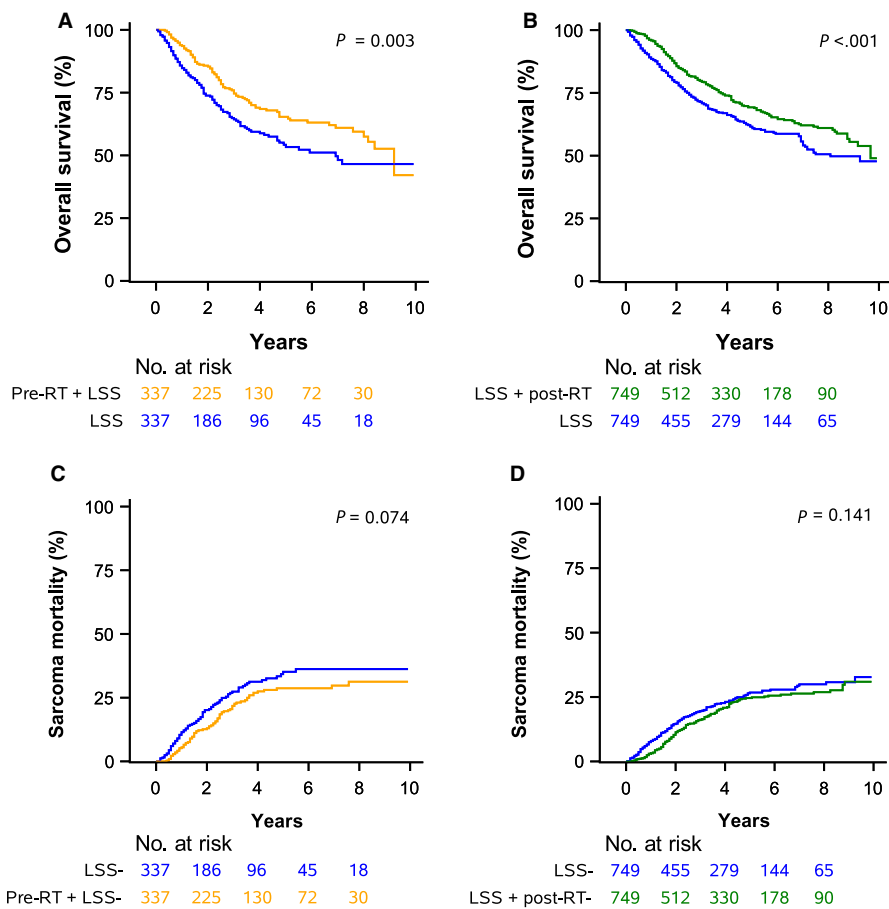 A
P = 0.003
Overall survival (%)
100
75
50
25
0
0 2 4 6 8 10
Years
No. at risk
Pre-RT + LSS 337 225 130 72 30
LSS 337 186 96 45 18
B
P <.001
Overall survival (%)
100
75
50
25
0
0 2 4 6 8 10
Years
No. at risk
LSS + post-RT 749 512 330 178 90
LSS 749 455 279 144 65
C
P = 0.074
Sarcoma mortality (%)
100
75
50
25
0
0 2 4 6 8 10
Years
No. at risk
LSS- 337 186 96 45 18
Pre-RT + LSS- 337 225 130 72 30
D
P = 0.141
Sarcoma mortality (%)
100
75
50
25
0
0 2 4 6 8 10
Years
No. at risk
LSS- 749 455 279 144 65
LSS + post-RT- 749 512 330 178 90